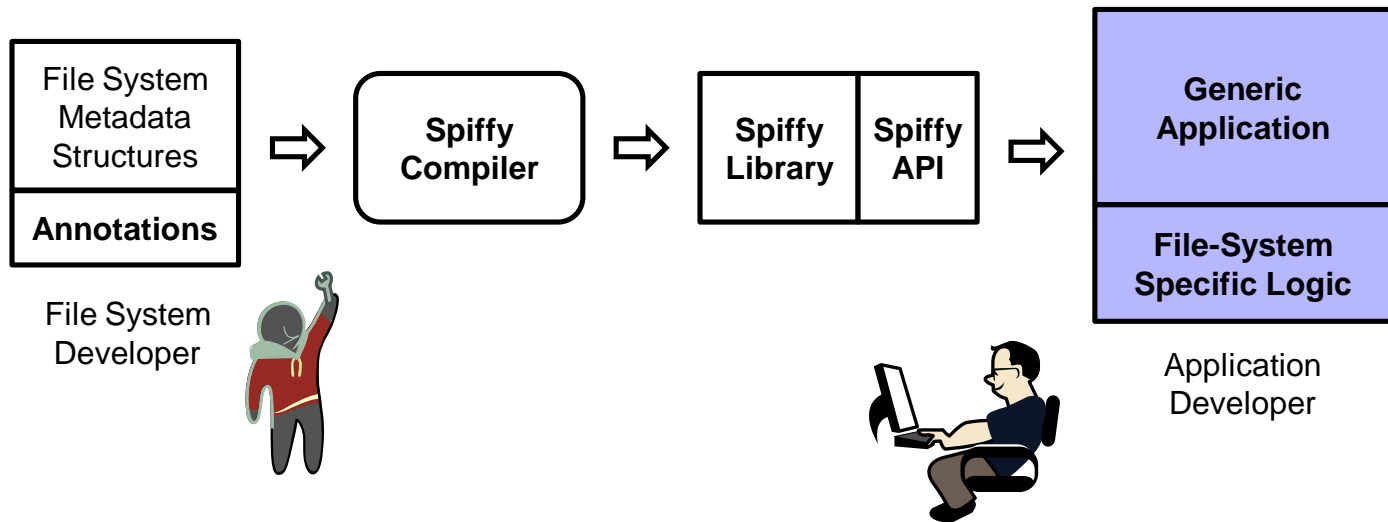 File System
Metadata
Structures
Annotations
File System
Developer
Spiffy
Compiler
Spiffy
Library
Spiffy
API
Generic
Application
File-System
Specific Logic
Application
Developer